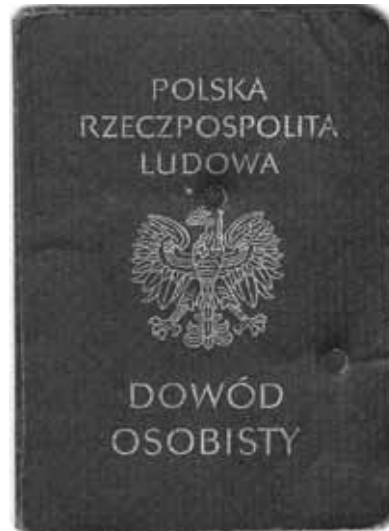 POLSKA
RZECZPOSPOLITA
LUDOWA
DOWÓD
OSOBISTY